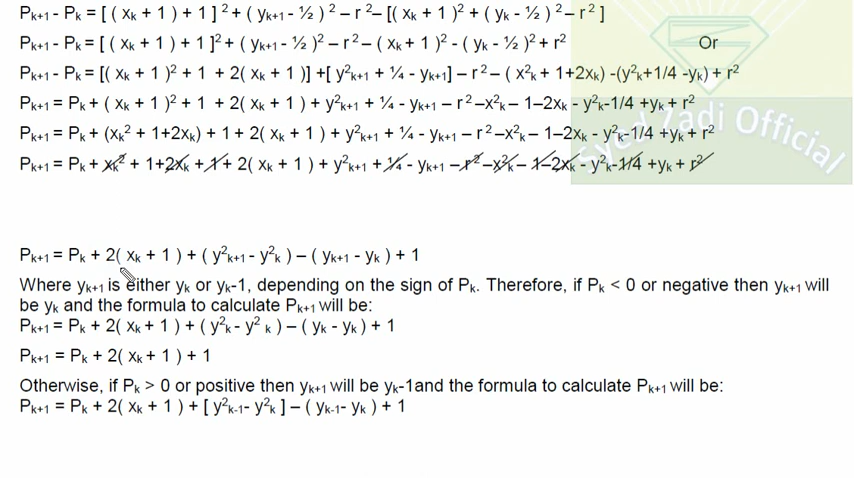 Pₖ₊₁ - Pₖ = [ ( xₖ + 1 ) + 1 ] ² + ( yₖ₊₁ - ½ ) ² – r ² – [( xₖ + 1 )² + ( yₖ - ½ )² – r ² ]
Pₖ₊₁ - Pₖ = [ ( xₖ + 1 ) + 1 ]² + ( yₖ₊₁ - ½ )² – r² – ( xₖ + 1 )² - ( yₖ - ½ )² + r² Or
Pₖ₊₁ - Pₖ = [( xₖ + 1 )² + 1 + 2( xₖ + 1 )] +[ y²ₖ₊₁ + ¼ - yₖ₊₁] – r² – ( x²ₖ + 1+2xₖ) -(y²ₖ+1/4 -yₖ) + r²
Pₖ₊₁ = Pₖ + ( xₖ + 1 )² + 1 + 2( xₖ + 1 ) + y²ₖ₊₁ + ¼ - yₖ₊₁ – r² –x²ₖ – 1–2xₖ - y²ₖ-1/4 +yₖ + r²
Pₖ₊₁ = Pₖ + (xₖ² + 1+2xₖ) + 1 + 2( xₖ + 1 ) + y²ₖ₊₁ + ¼ - yₖ₊₁ – r² –x²ₖ – 1–2xₖ - y²ₖ-1/4 +yₖ + r²
Pₖ₊₁ = Pₖ + xₖ² + 1+2xₖ + 1 + 2( xₖ + 1 ) + y²ₖ₊₁ + ¼ - yₖ₊₁ – r² –x²ₖ – 1–2xₖ - y²ₖ-1/4 +yₖ + r²
Syed Zadi Official
Pₖ₊₁ = Pₖ + 2( xₖ + 1 ) + ( y²ₖ₊₁ - y²ₖ ) – ( yₖ₊₁ - yₖ ) + 1
Where yₖ₊₁ is either yₖ or yₖ-1, depending on the sign of Pₖ. Therefore, if Pₖ < 0 or negative then yₖ₊₁ will
be yₖ and the formula to calculate Pₖ₊₁ will be:
Pₖ₊₁ = Pₖ + 2( xₖ + 1 ) + ( y²ₖ - y² ₖ ) – ( yₖ - yₖ ) + 1
Pₖ₊₁ = Pₖ + 2( xₖ + 1 ) + 1
Otherwise, if Pₖ > 0 or positive then yₖ₊₁ will be yₖ-1and the formula to calculate Pₖ₊₁ will be:
Pₖ₊₁ = Pₖ + 2( xₖ + 1 ) + [ y²ₖ₋₁- y²ₖ ] – ( yₖ₋₁- yₖ ) + 1